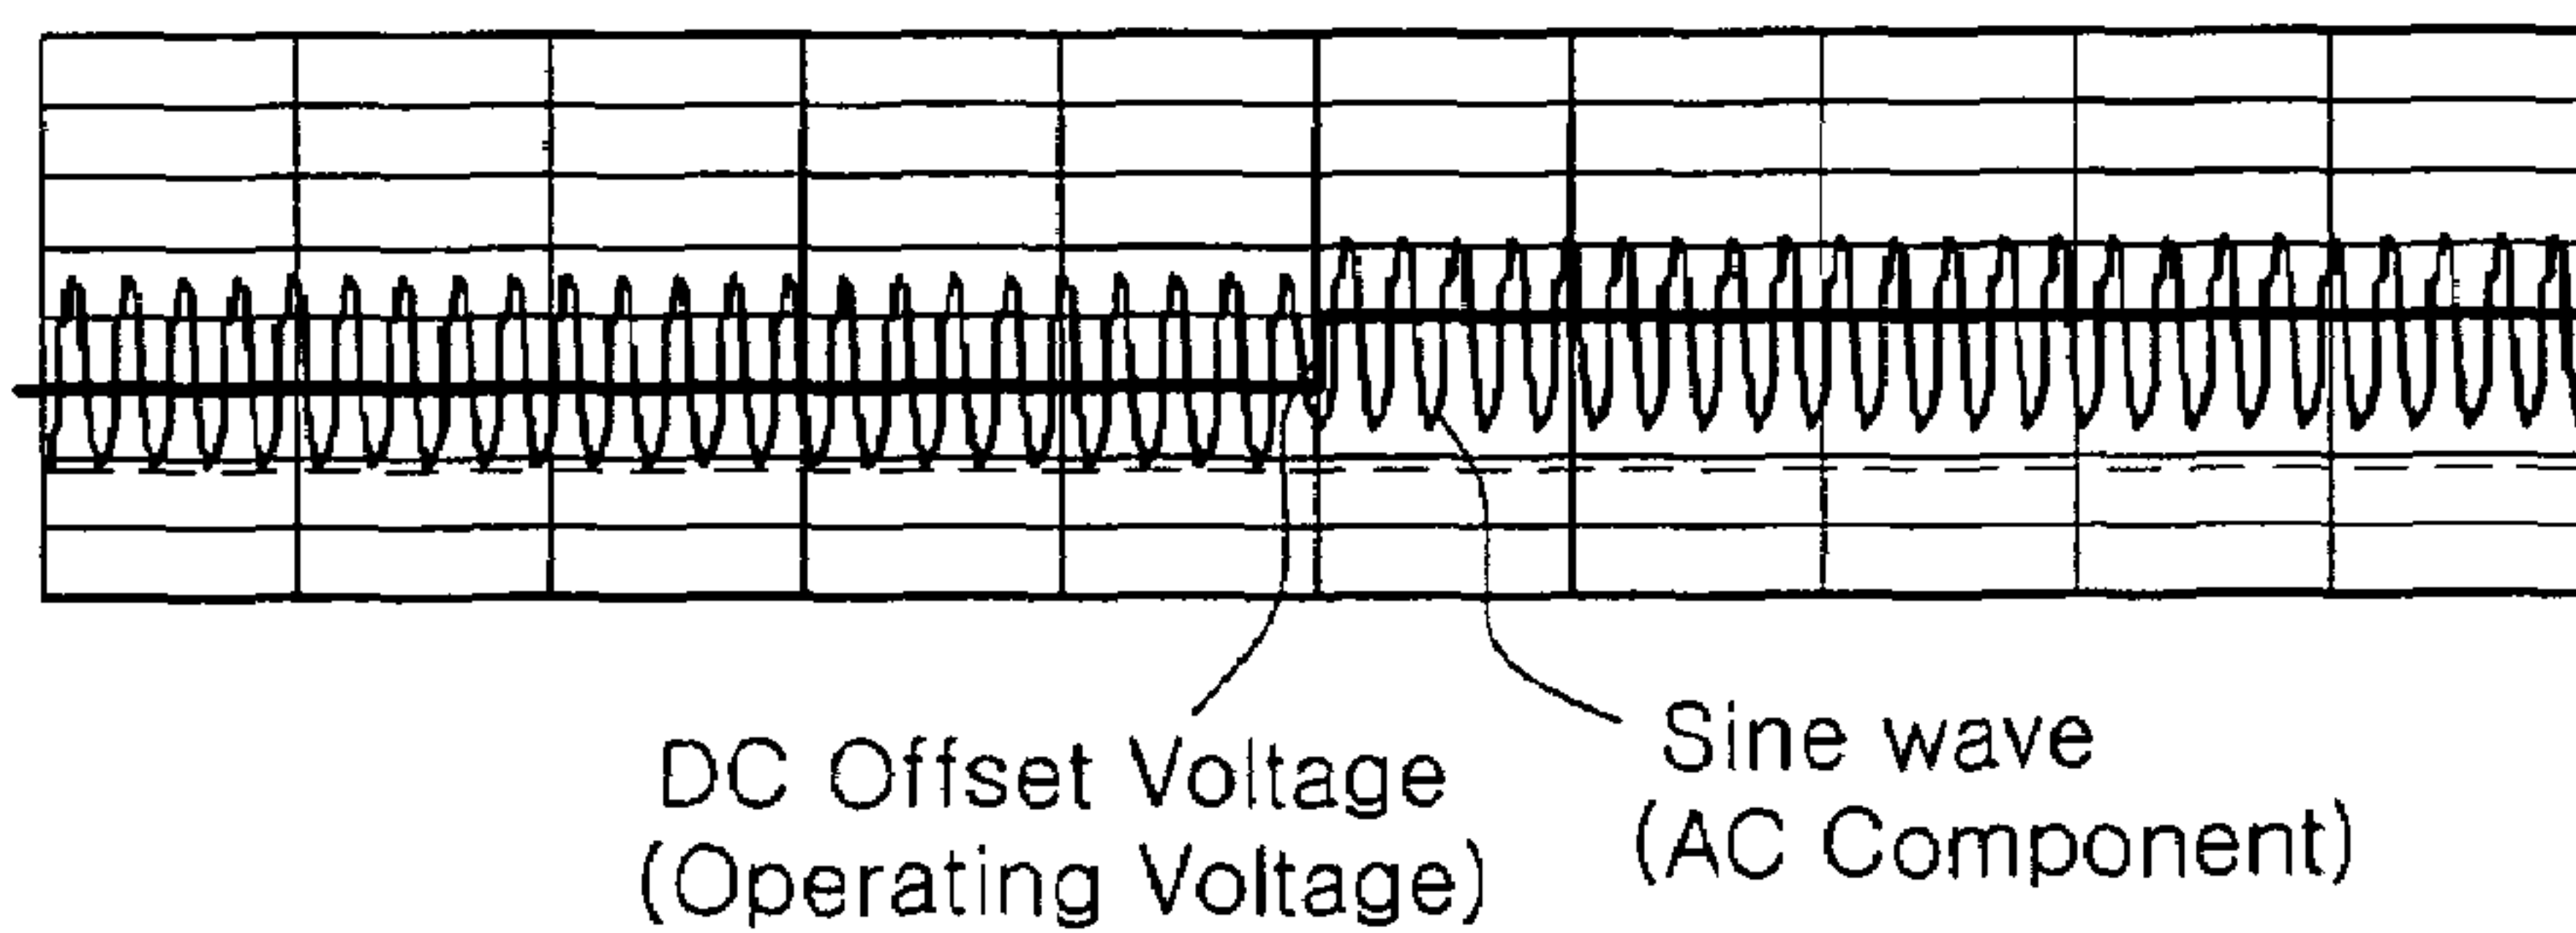 DC Offset Voltage
(Operating Voltage)
Sine wave
(AC Component)